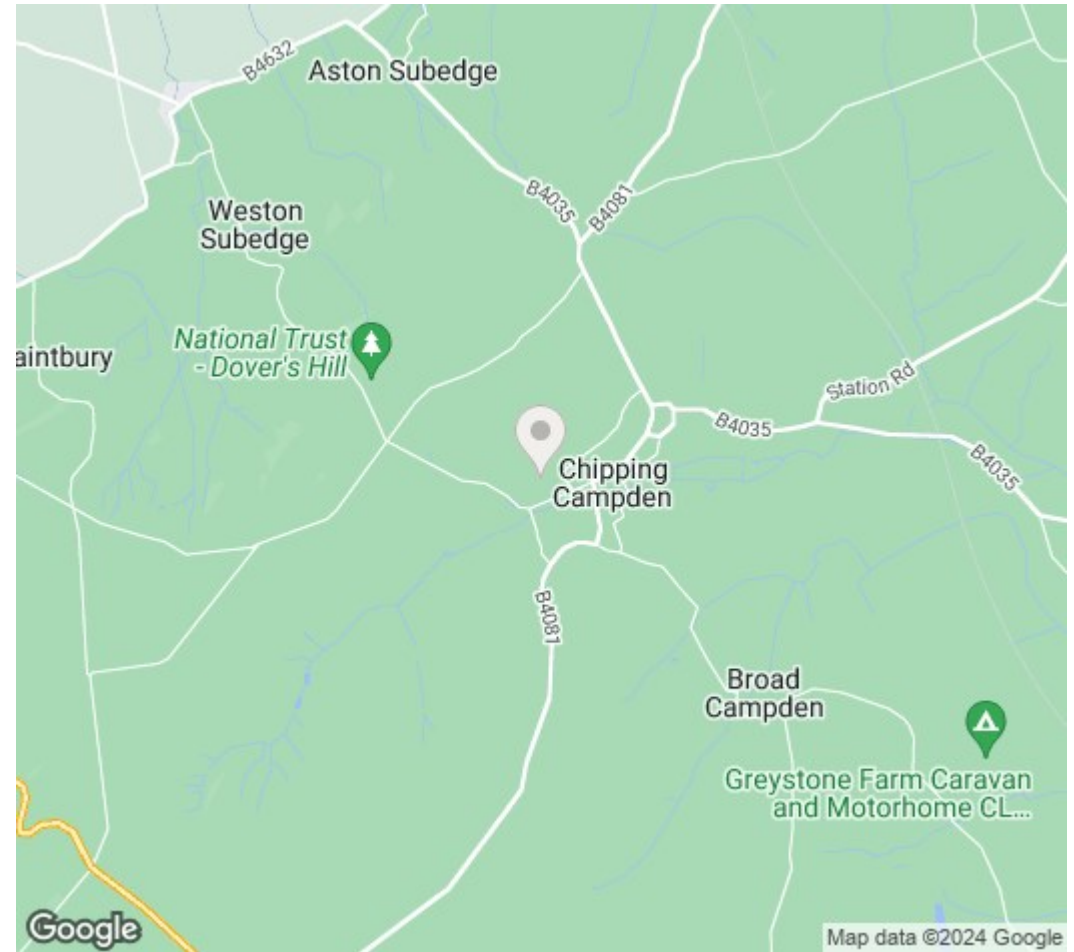 B4632
Aston Subedge
Weston
Subedge
B4035
B4081
National Trust
- Dover's Hill
aintbury
Station Rd
B4035
B4035
Chipping
Campden
B4081
Broad
Campden
Greystone Farm Caravan
and Motorhome CL...
Google
Map data ©2024 Google